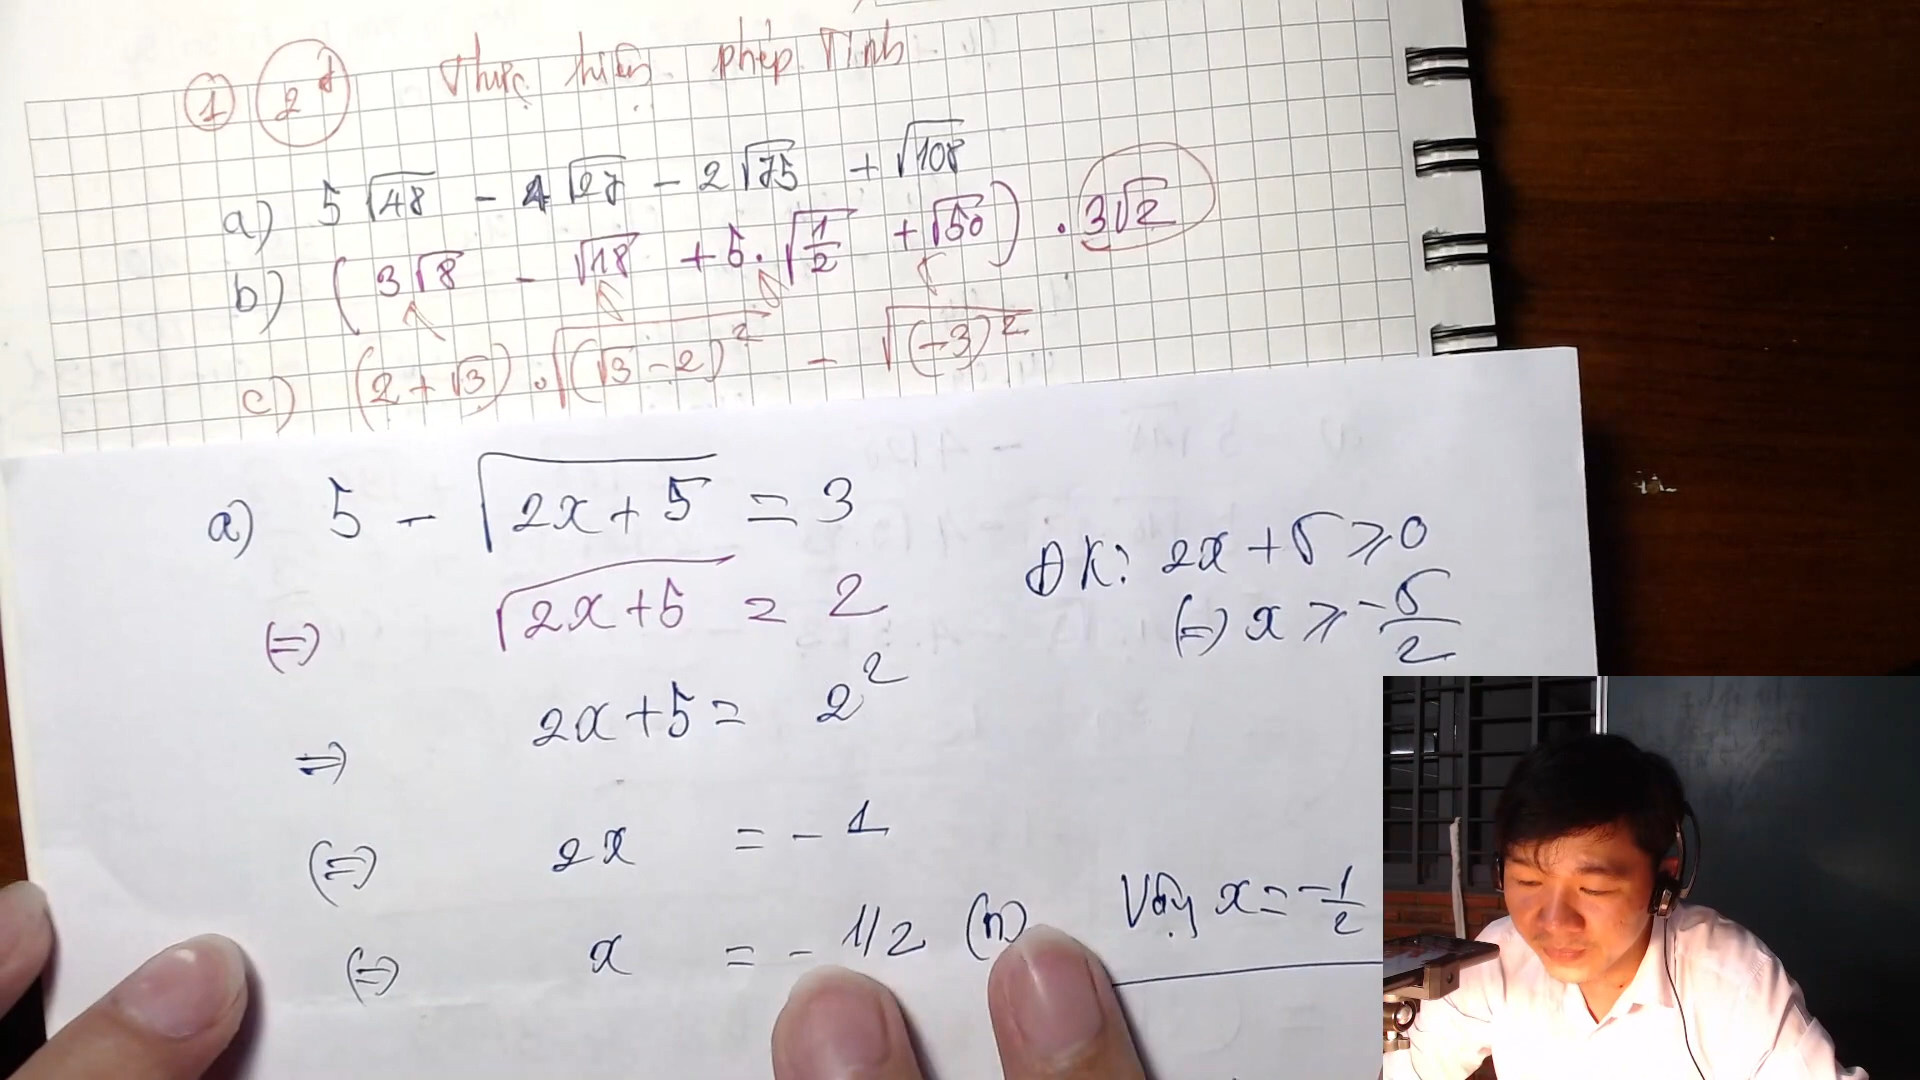 ① 2đ Thực hiện phép Tính
a) 5√48 - 4√27 - 2√75 + √108
b) (3√8 - √18 + 5.√(1/2) + √50) . 3√2
c) (2+√3).√((√3-2)²) - √((-3)²)
a) 5 - √(2x+5) = 3
ĐK: 2x+5 ≥ 0
(=) √(2x+5) = 2
(=) x ≥ -5/2
=) 2x+5 = 2²
(=) 2x = -1
(=) x = -1/2 (n)
Vậy x = -1/2